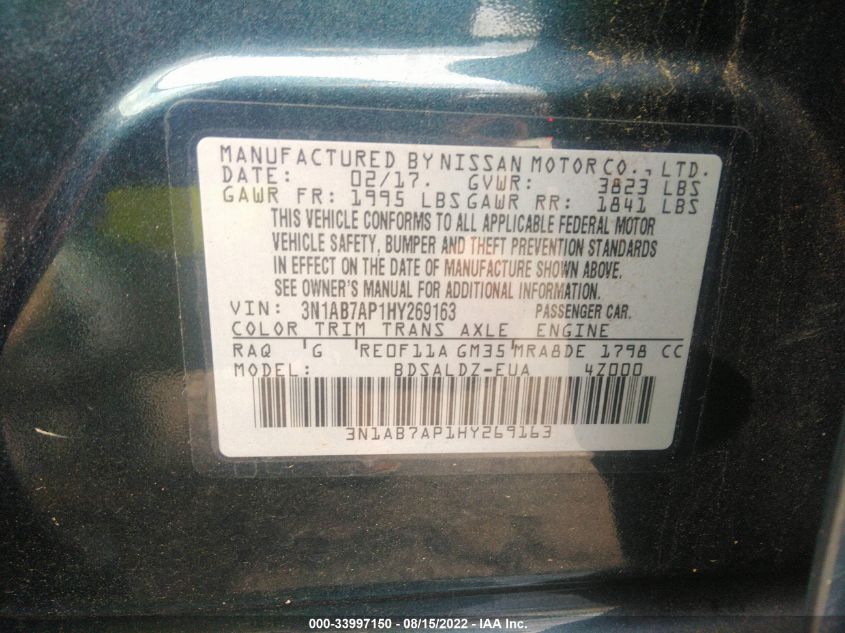 MANUFACTURED BY NISSAN MOTOR CO., LTD.
DATE: 02/17. GVWR: 3823 LBS
GAWR FR: 1995 LBS GAWR RR: 1841 LBS
THIS VEHICLE CONFORMS TO ALL APPLICABLE FEDERAL MOTOR
VEHICLE SAFETY, BUMPER AND THEFT PREVENTION STANDARDS
IN EFFECT ON THE DATE OF MANUFACTURE SHOWN ABOVE.
SEE OWNER'S MANUAL FOR ADDITIONAL INFORMATION.
VIN: 3N1AB7AP1HY269163 PASSENGER CAR.
COLOR TRIM TRANS AXLE ENGINE
RAQ G RE0F11A GM35 MRA8DE 1798 CC
MODEL: BDSALDZ-EUA 4Z000
3N1AB7AP1HY269163
000-33997150 - 08/15/2022 - IAA Inc.